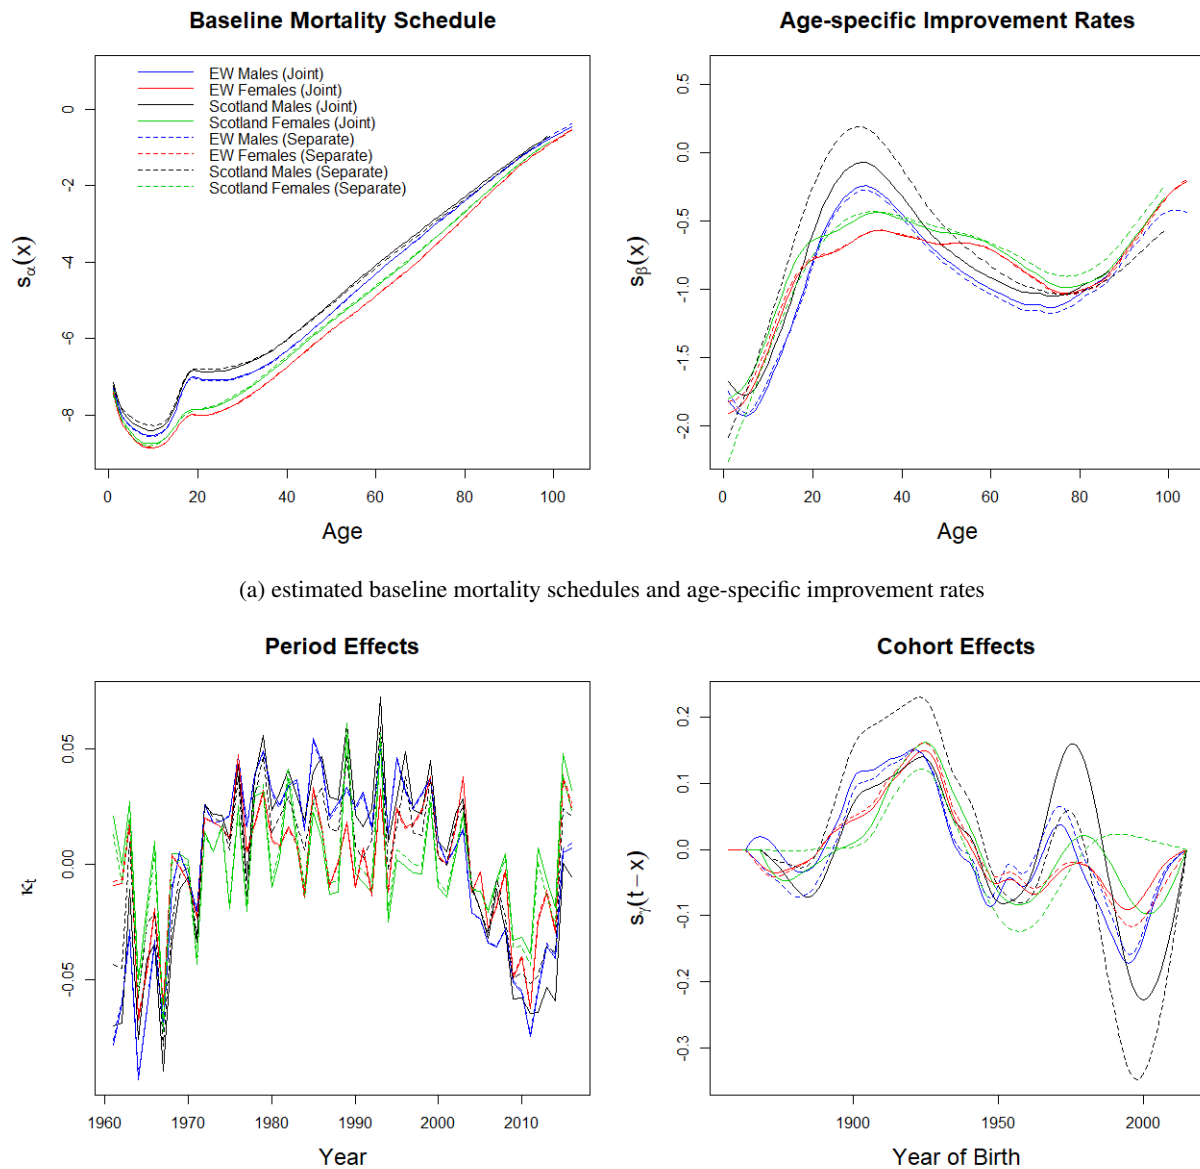 Baseline Mortality Schedule
EW Males (Joint)
EW Females (Joint)
Scotland Males (Joint)
Scotland Females (Joint)
EW Males (Separate)
EW Females (Separate)
Scotland Males (Separate)
Scotland Females (Separate)
0
-2
-4
-6
-8
sα(x)
0 20 40 60 80 100
Age
Age-specific Improvement Rates
0.5
0.0
-0.5
-1.0
-1.5
-2.0
sβ(x)
0 20 40 60 80 100
Age
(a) estimated baseline mortality schedules and age-specific improvement rates
Period Effects
0.05
0.00
-0.05
κt
1960 1970 1980 1990 2000 2010
Year
Cohort Effects
0.2
0.1
0.0
-0.1
-0.2
-0.3
sγ(t − x)
1900 1950 2000
Year of Birth